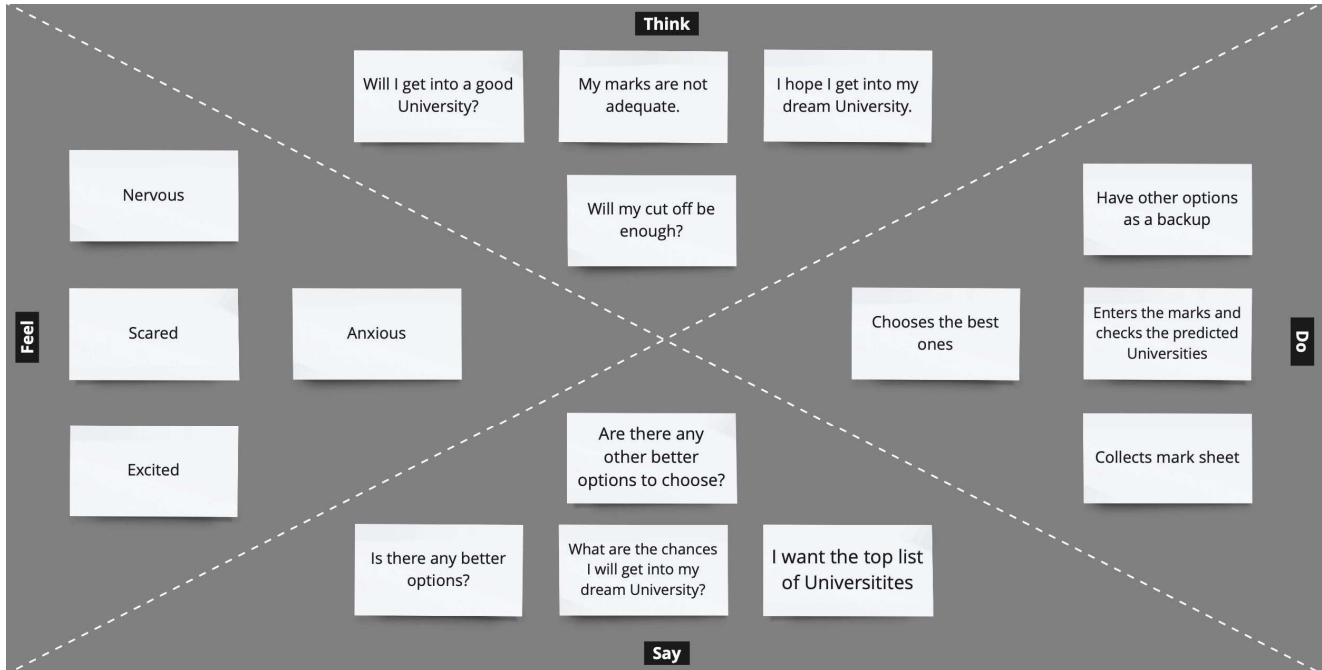 Think
Will I get into a good
University?
My marks are not
adequate.
I hope I get into my
dream University.
Will my cut off be
enough?
Feel
Nervous
Scared
Anxious
Excited
Do
Have other options
as a backup
Chooses the best
ones
Enters the marks and
checks the predicted
Universities
Collects mark sheet
Are there any
other better
options to choose?
Is there any better
options?
What are the chances
I will get into my
dream University?
I want the top list
of Universitites
Say